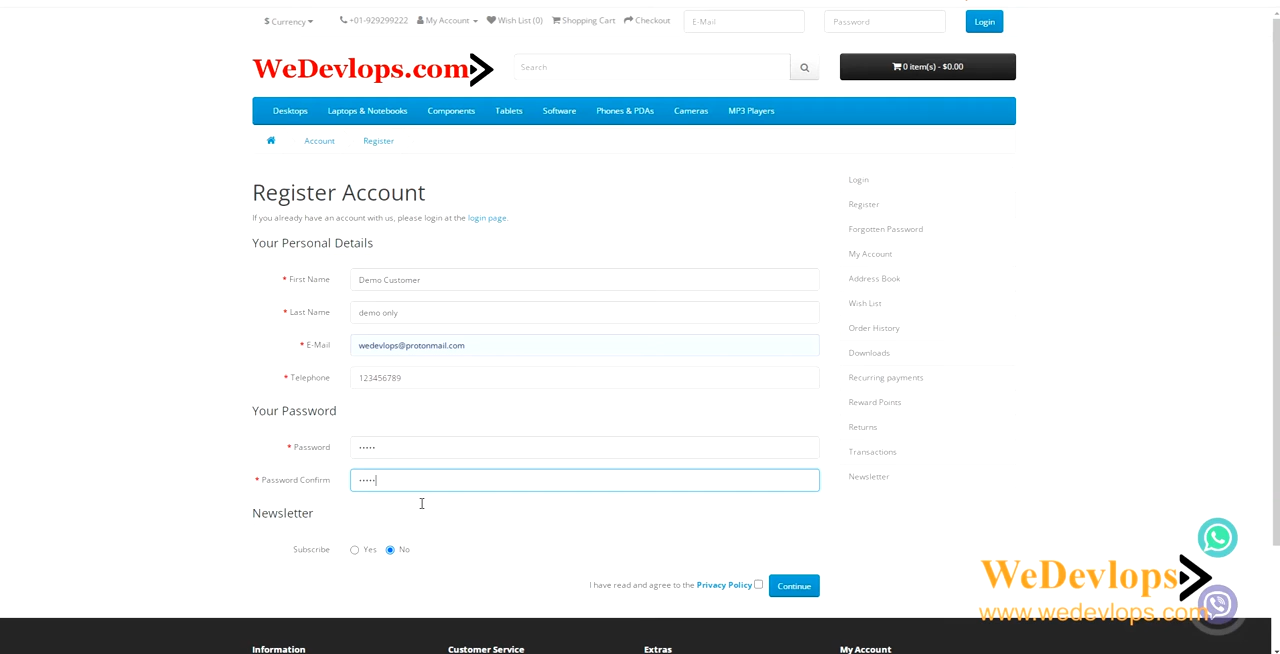 $ Currency +01-929299222 My Account Wish List (0) Shopping Cart Checkout E-Mail Password Login
WeDevlops.com Search 0 item(s) - $0.00
Desktops Laptops & Notebooks Components Tablets Software Phones & PDAs Cameras MP3 Players
Account Register
Register Account
If you already have an account with us, please login at the login page.
Your Personal Details
* First Name Demo Customer
* Last Name demo only
* E-Mail wedevlops@protonmail.com
* Telephone 123456789
Your Password
* Password •••••
* Password Confirm •••••
Newsletter
Subscribe Yes No
I have read and agree to the Privacy Policy Continue
Login
Register
Forgotten Password
My Account
Address Book
Wish List
Order History
Downloads
Recurring payments
Reward Points
Returns
Transactions
Newsletter
WeDevlops
www.wedevlops.com
Information Customer Service Extras My Account